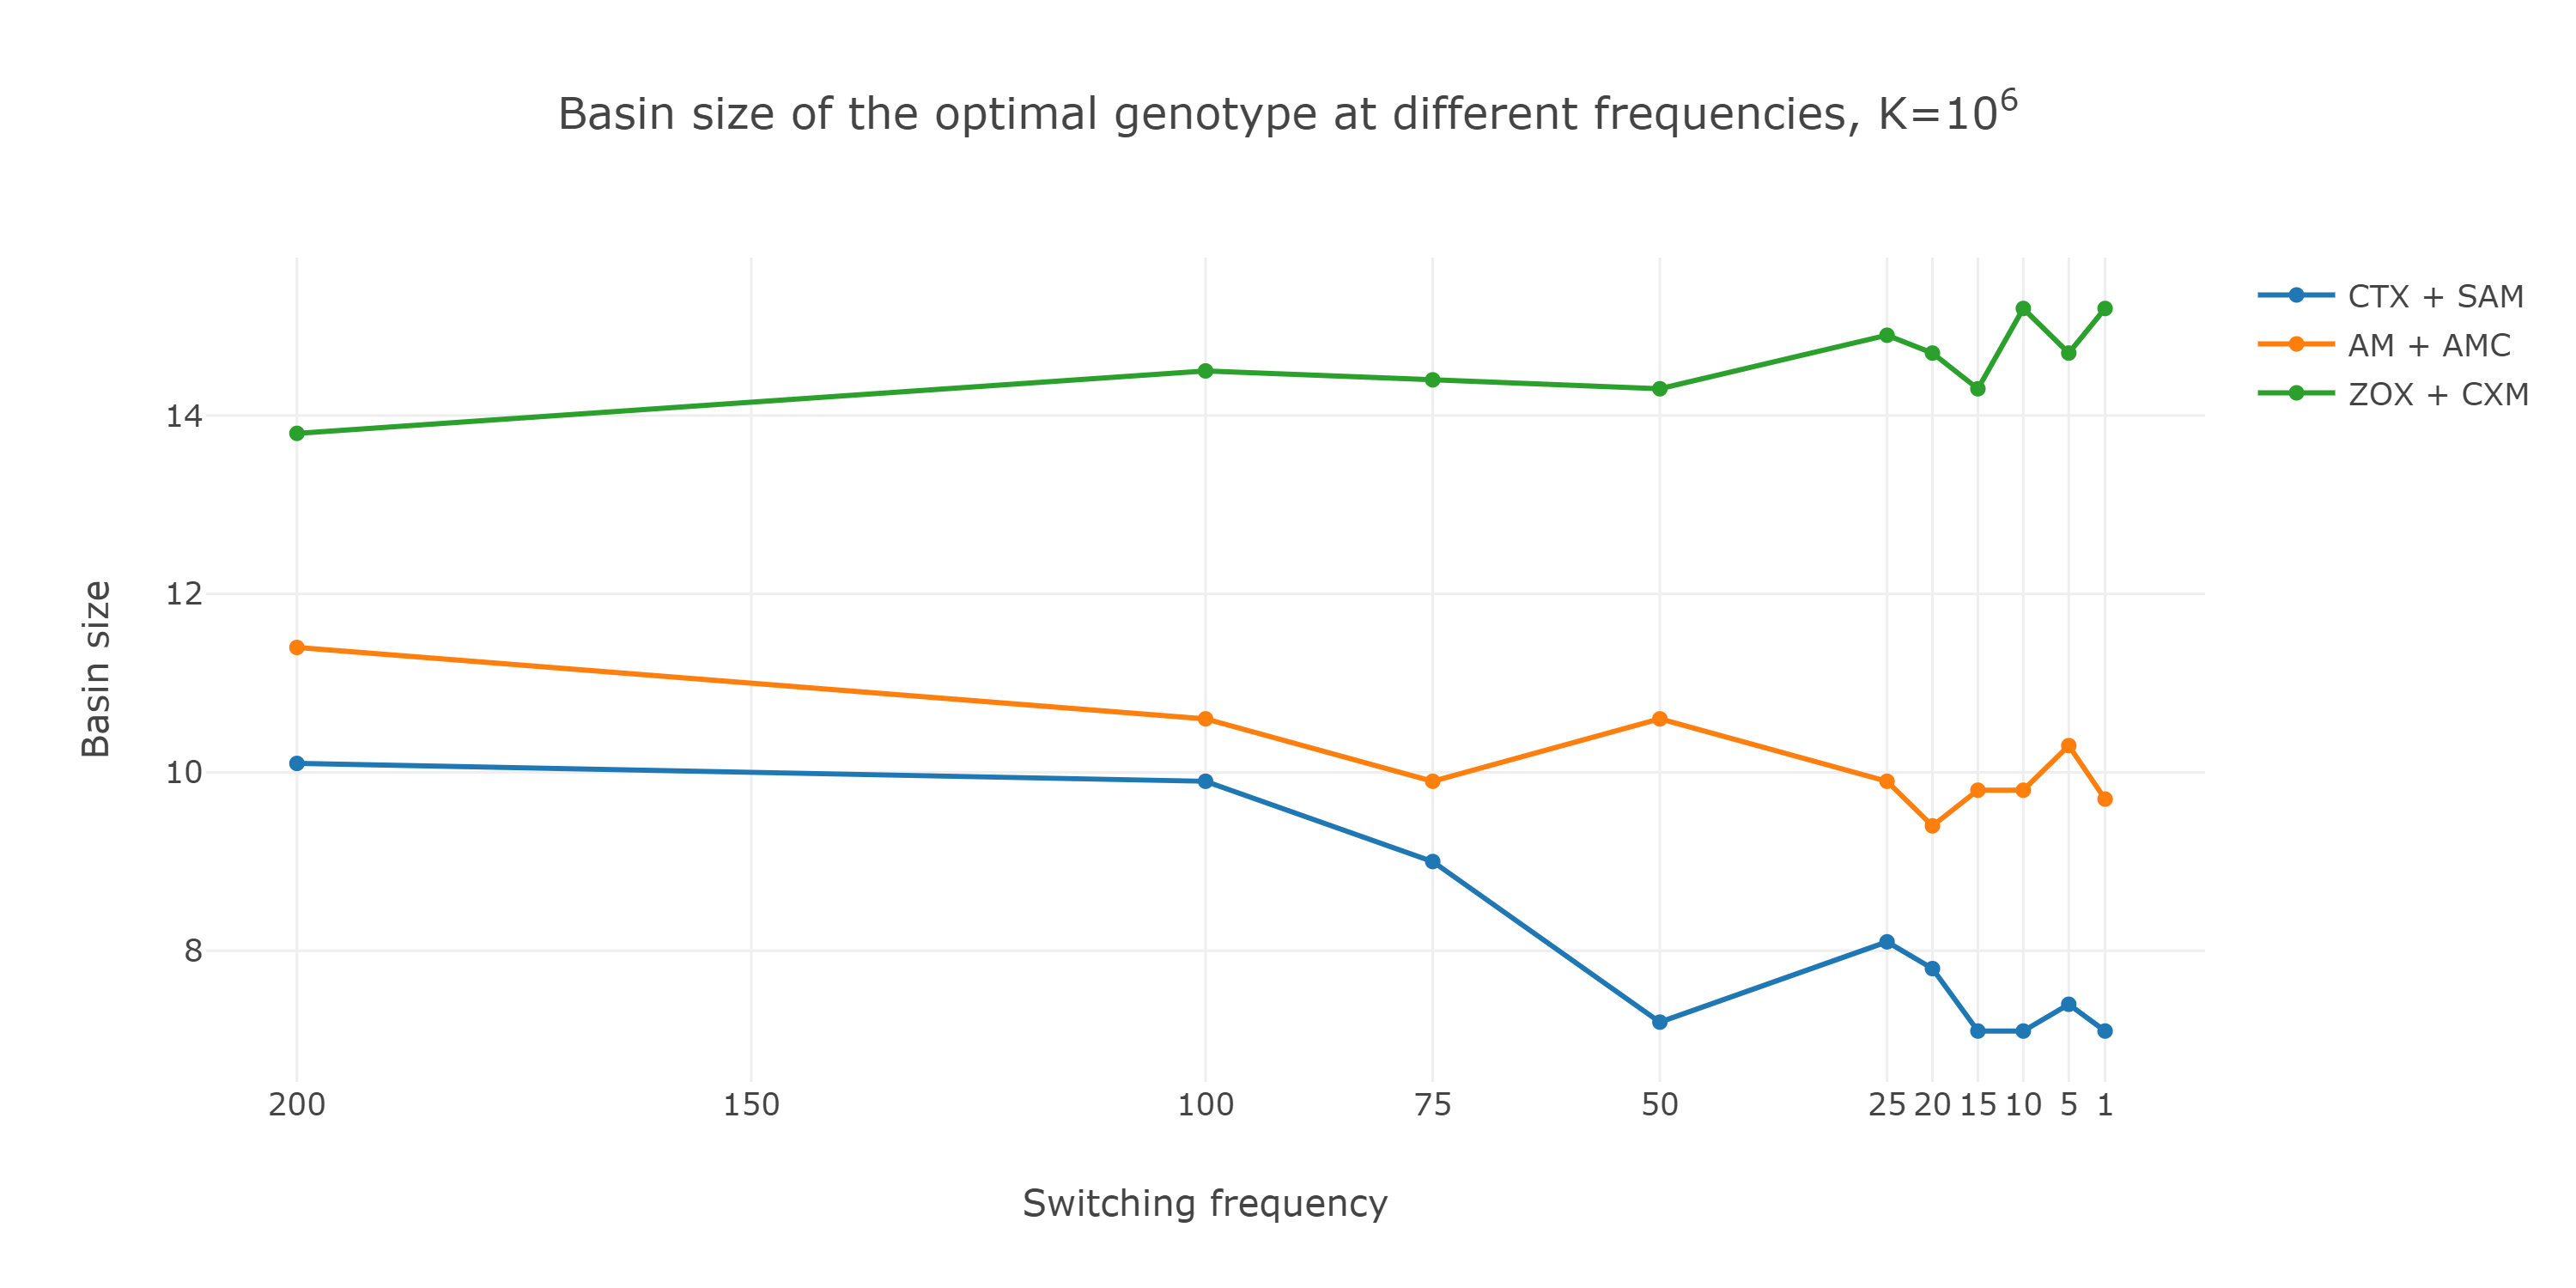 Basin size of the optimal genotype at different frequencies, K=10⁶
CTX + SAM
AM + AMC
ZOX + CXM
14
12
10
8
Basin size
200 150 100 75 50 25 20 15 10 5 1
Switching frequency